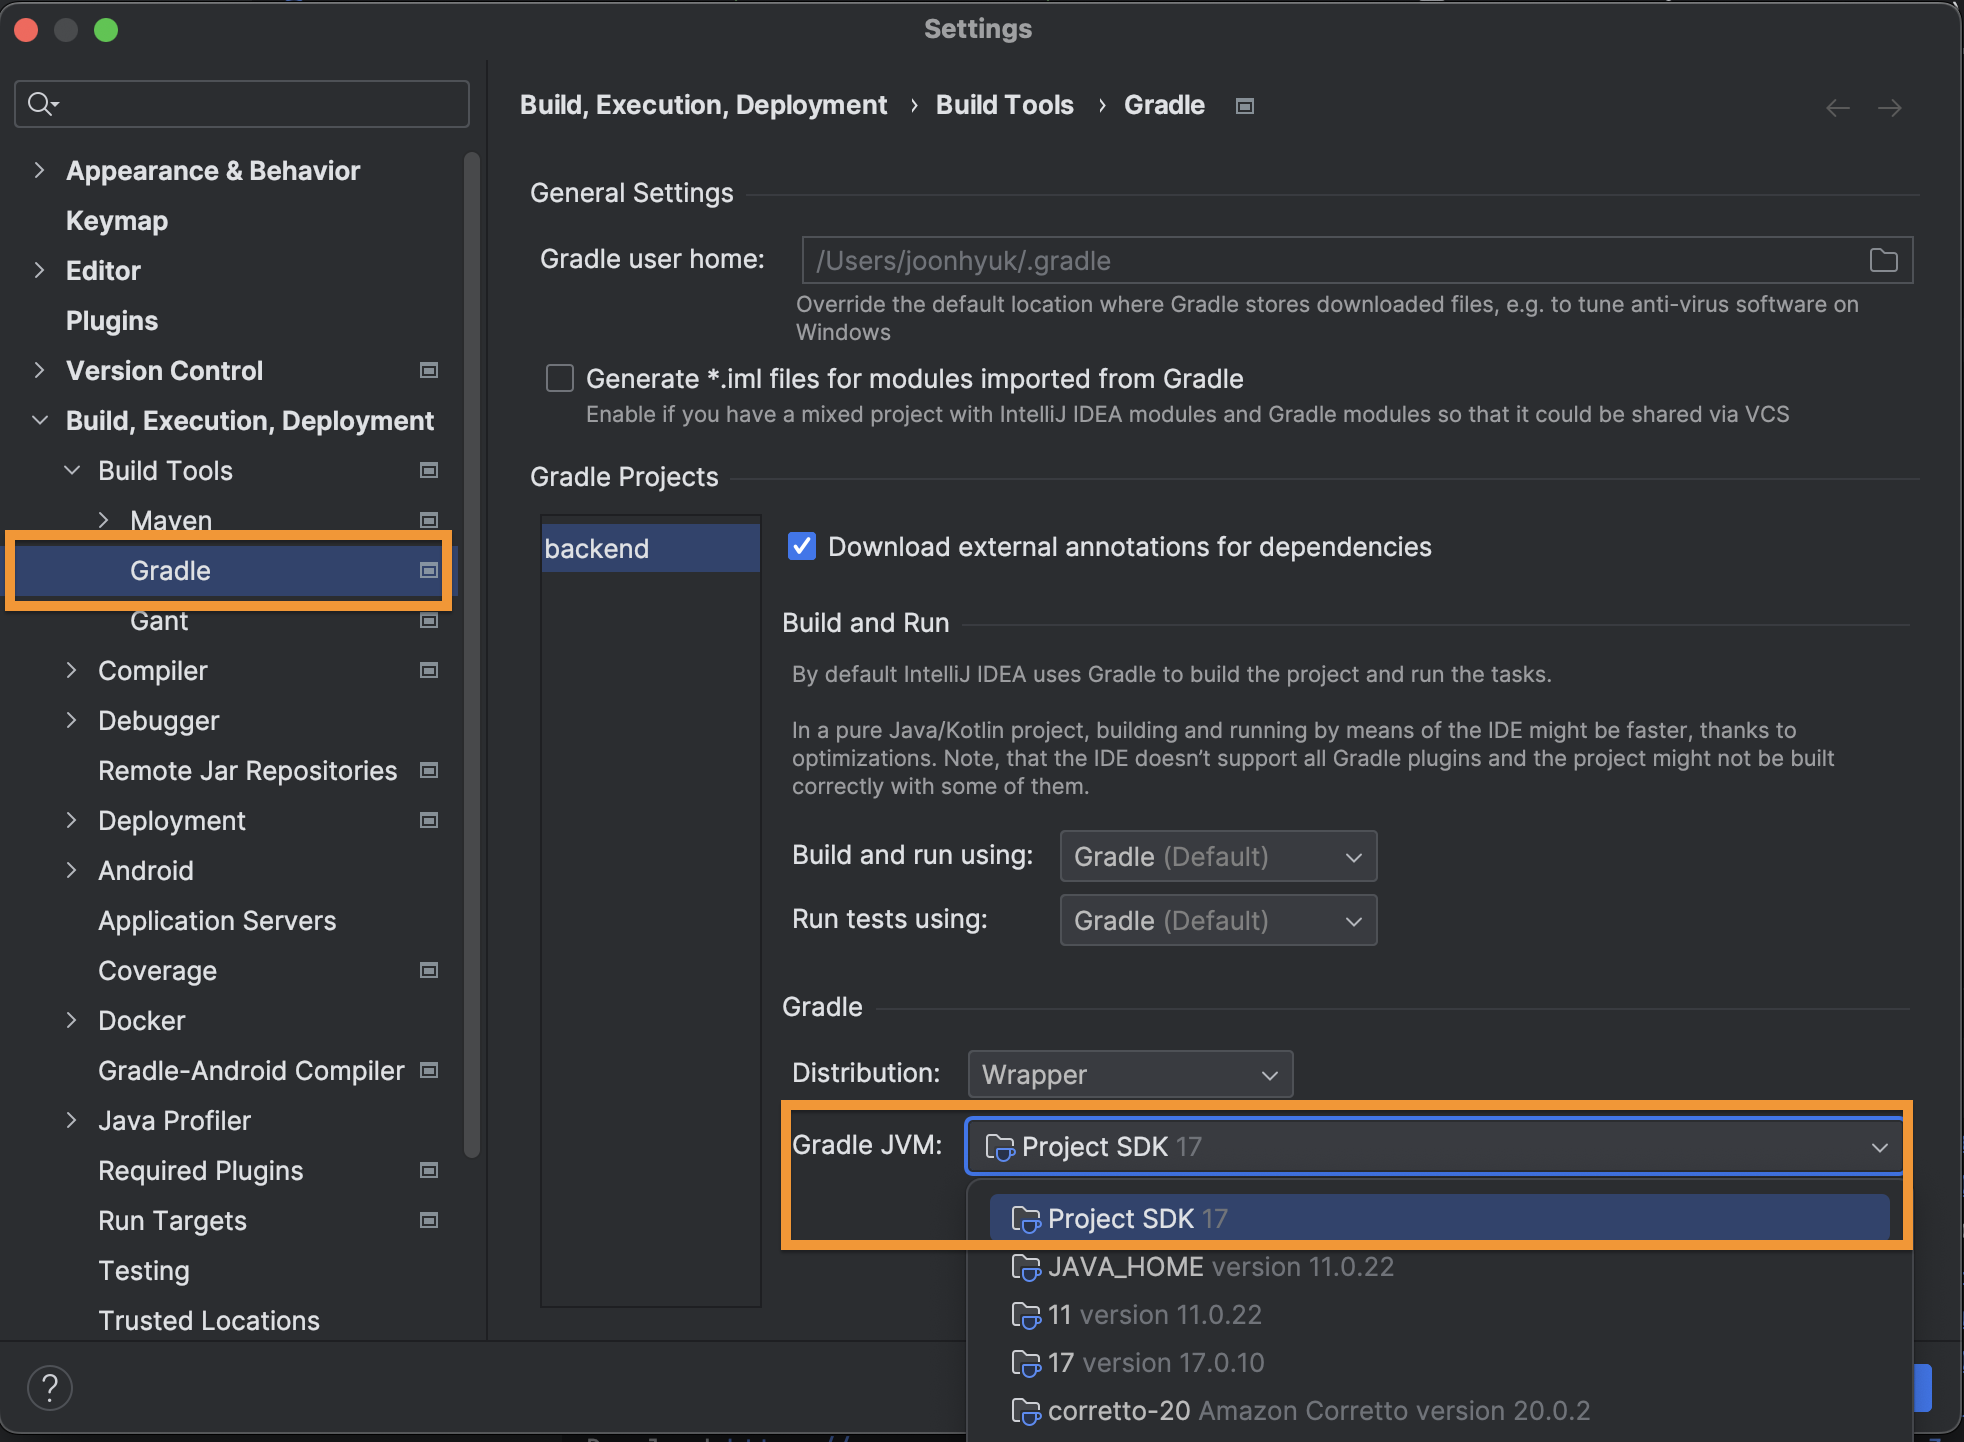 Settings
Build, Execution, Deployment › Build Tools › Gradle
Appearance & Behavior
Keymap
Editor
Plugins
Version Control
Build, Execution, Deployment
Build Tools
Maven
Gradle
Gant
Compiler
Debugger
Remote Jar Repositories
Deployment
Android
Application Servers
Coverage
Docker
Gradle-Android Compiler
Java Profiler
Required Plugins
Run Targets
Testing
Trusted Locations
?
General Settings
Gradle user home: /Users/joonhyuk/.gradle
Override the default location where Gradle stores downloaded files, e.g. to tune anti-virus software on
Windows
Generate *.iml files for modules imported from Gradle
Enable if you have a mixed project with IntelliJ IDEA modules and Gradle modules so that it could be shared via VCS
Gradle Projects
backend
Download external annotations for dependencies
Build and Run
By default IntelliJ IDEA uses Gradle to build the project and run the tasks.
In a pure Java/Kotlin project, building and running by means of the IDE might be faster, thanks to
optimizations. Note, that the IDE doesn’t support all Gradle plugins and the project might not be built
correctly with some of them.
Build and run using: Gradle (Default)
Run tests using: Gradle (Default)
Gradle
Distribution: Wrapper
Gradle JVM: Project SDK 17
Project SDK 17
JAVA_HOME version 11.0.22
11 version 11.0.22
17 version 17.0.10
corretto-20 Amazon Corretto version 20.0.2